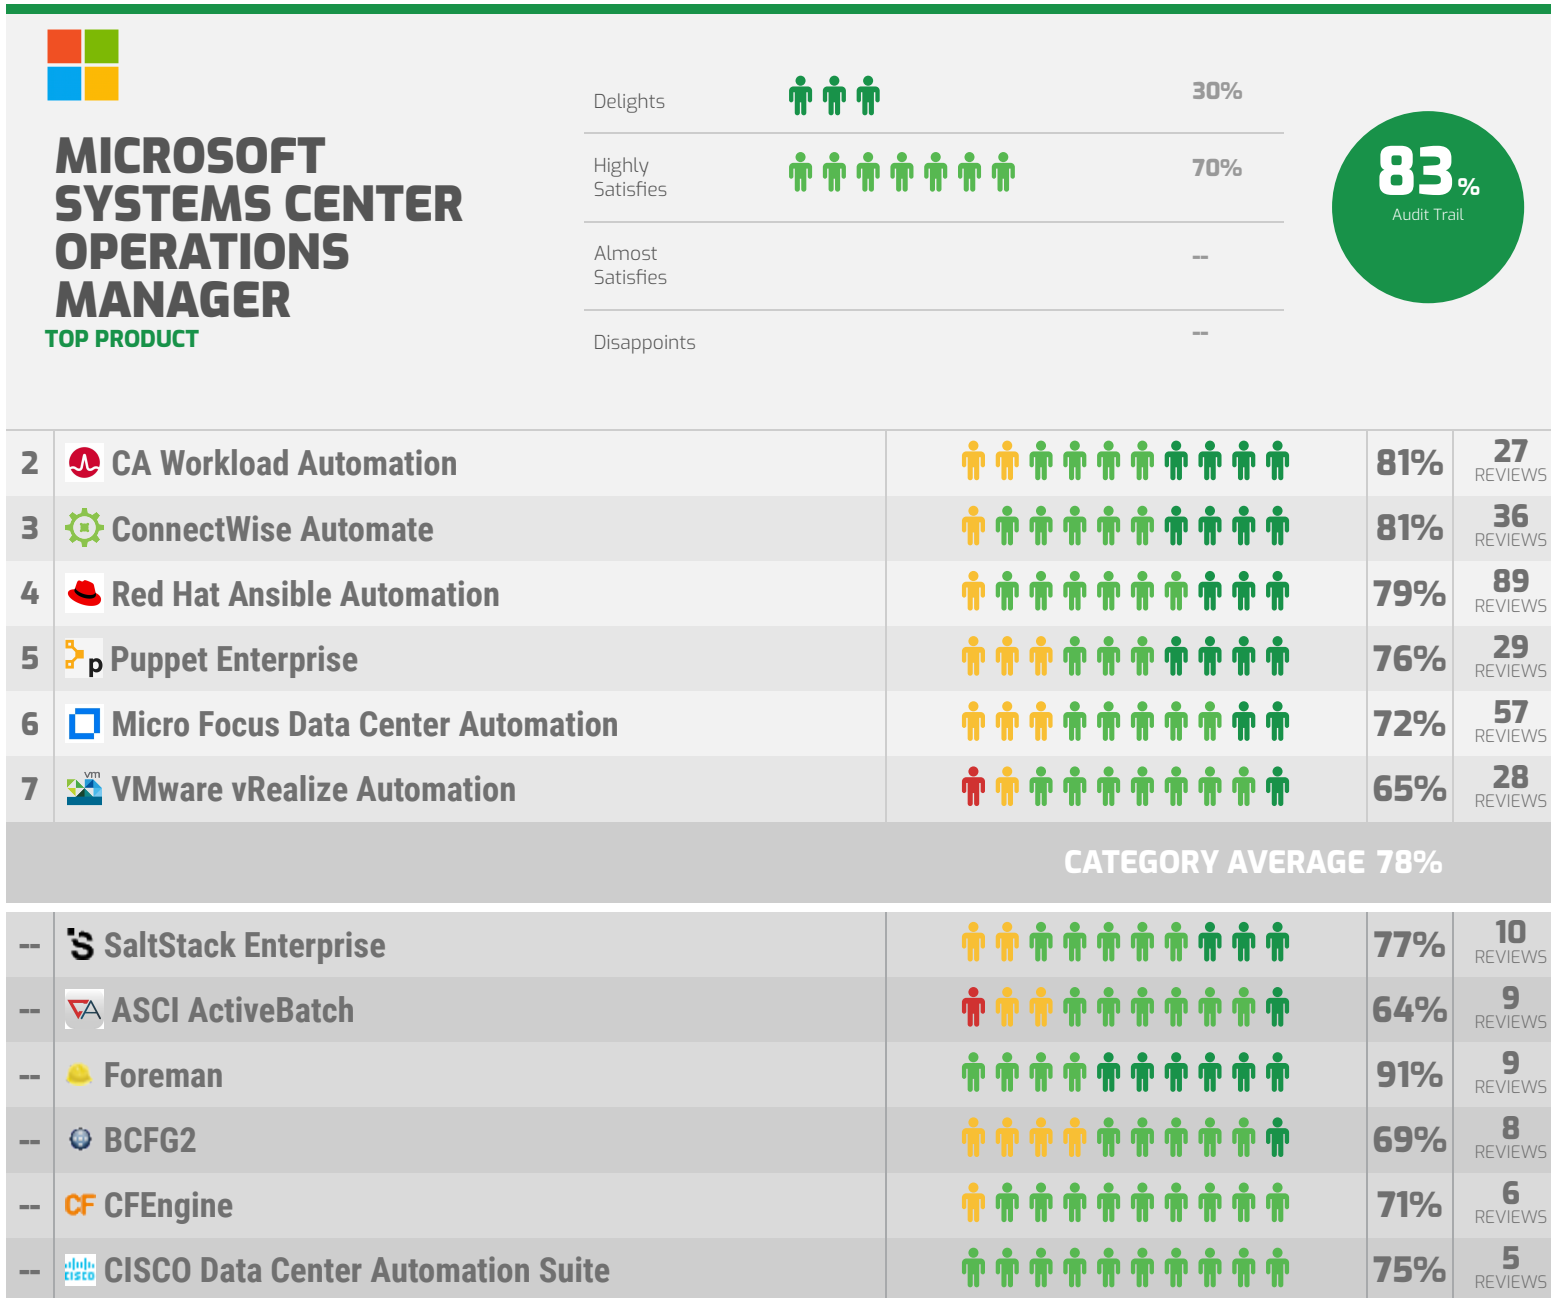 MICROSOFT
SYSTEMS CENTER
OPERATIONS
MANAGER
TOP PRODUCT
Delights 30%
Highly
Satisfies 70%
Almost
Satisfies --
Disappoints --
83%
Audit Trail
2 CA Workload Automation 81% 27
REVIEWS
3 ConnectWise Automate 81% 36
REVIEWS
4 Red Hat Ansible Automation 79% 89
REVIEWS
5 p Puppet Enterprise 76% 29
REVIEWS
6 Micro Focus Data Center Automation 72% 57
REVIEWS
7 vm VMware vRealize Automation 65% 28
REVIEWS
CATEGORY AVERAGE 78%
-- S SaltStack Enterprise 77% 10
REVIEWS
-- ASCI ActiveBatch 64% 9
REVIEWS
-- Foreman 91% 9
REVIEWS
-- BCFG2 69% 8
REVIEWS
-- CF CFEngine 71% 6
REVIEWS
-- CISCO CISCO Data Center Automation Suite 75% 5
REVIEWS